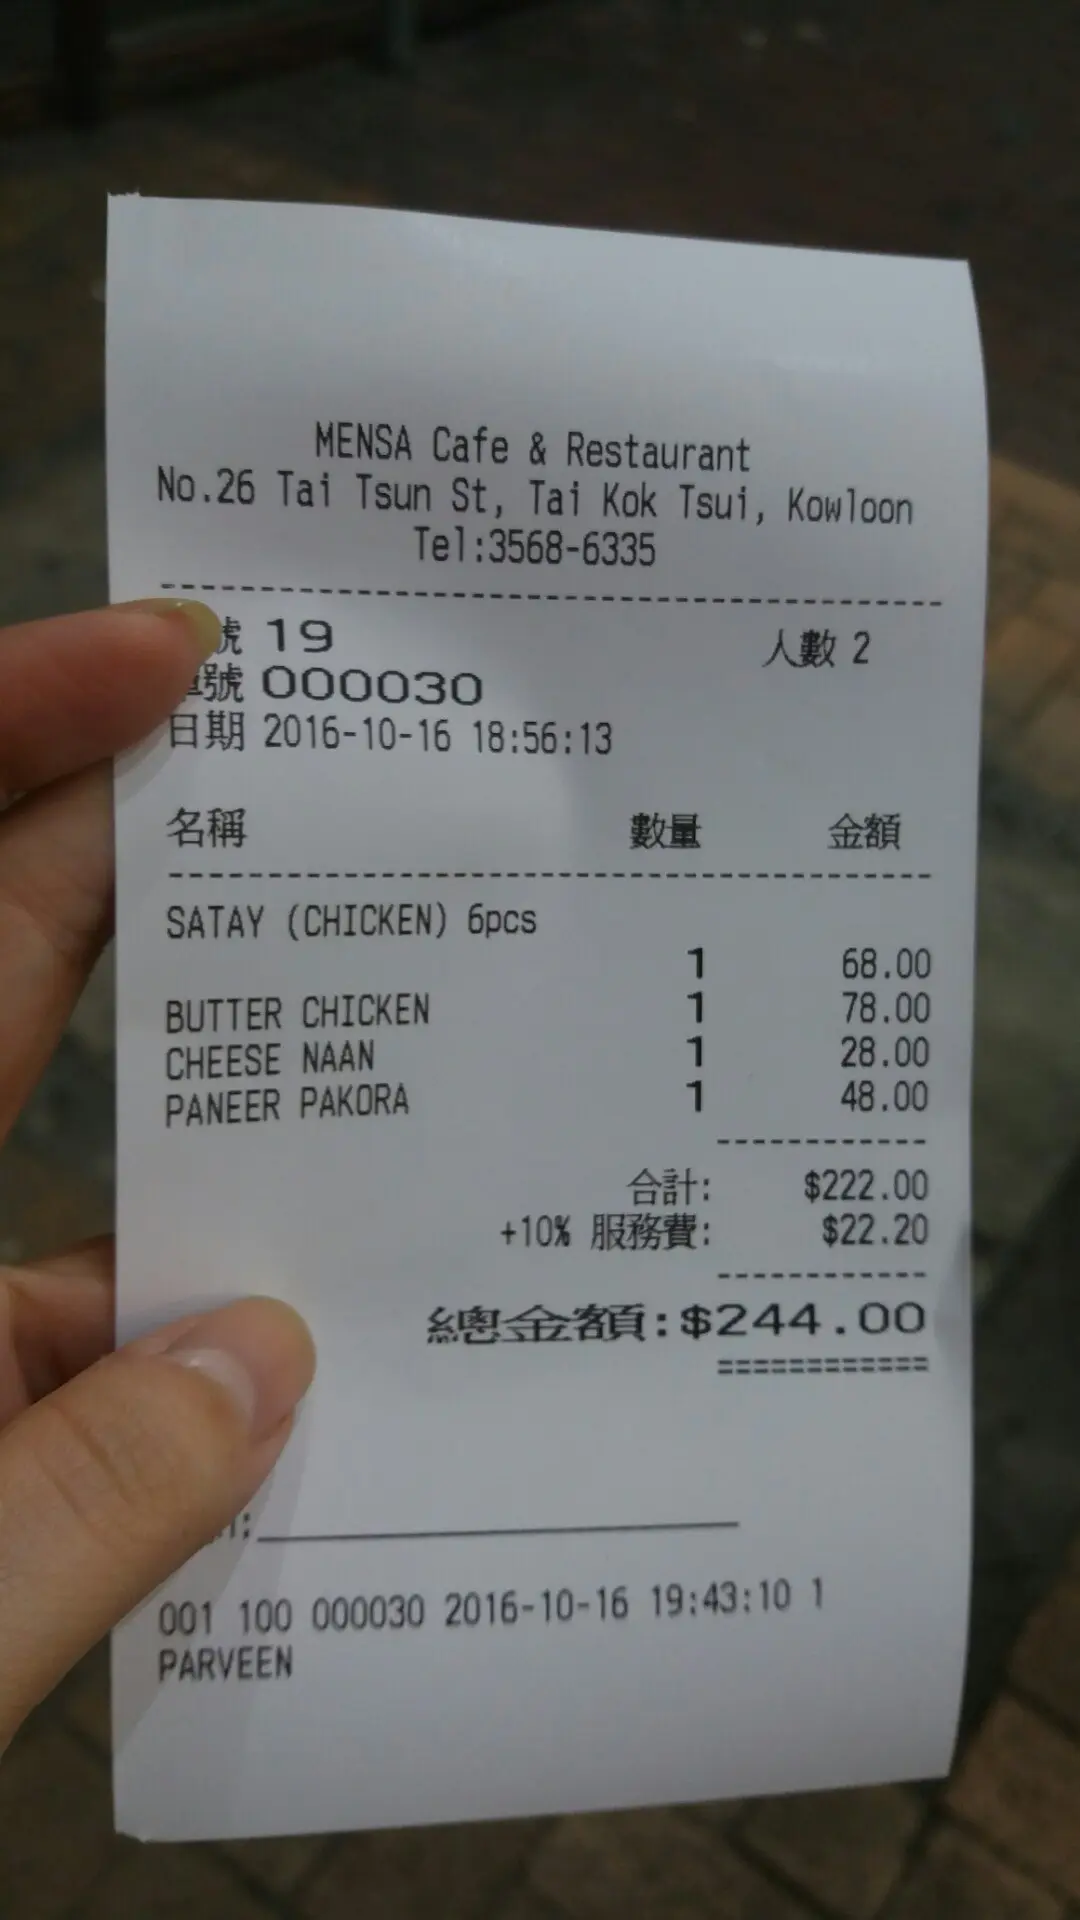 MENSA Cafe & Restaurant
No.26 Tai Tsun St, Tai Kok Tsui, Kowloon
Tel:3568-6335
號 19 人數 2
單號 000030
日期 2016-10-16 18:56:13
名稱 數量 金額
SATAY (CHICKEN) 6pcs
1 68.00
BUTTER CHICKEN 1 78.00
CHEESE NAAN 1 28.00
PANEER PAKORA 1 48.00
合計: $222.00
+10% 服務費: $22.20
總金額:$244.00
001 100 000030 2016-10-16 19:43:10 1
PARVEEN